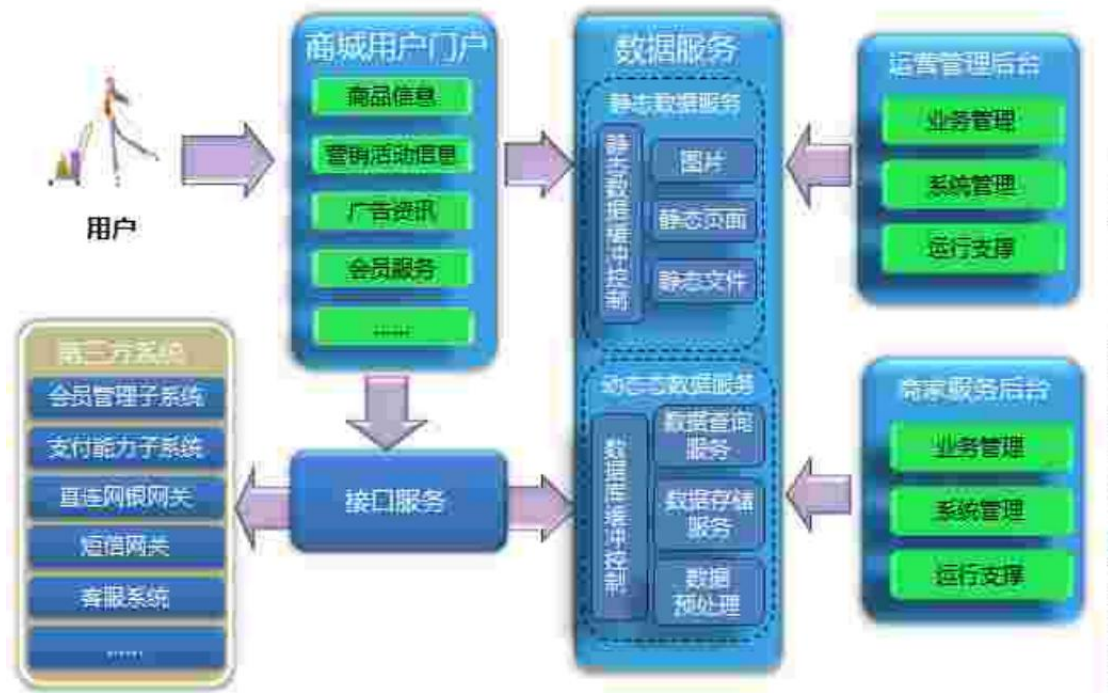 商城用户门户
商品信息
营销活动信息
广告资讯
会员服务
......
用户
数据服务
静态数据服务
静态数据缓冲控制
图片
静态页面
静态文件
动态态数据服务
数据库缓冲控制
数据查询
服务
数据存储
服务
数据
预处理
运营管理后台
业务管理
系统管理
运行支撑
商家服务后台
业务管理
系统管理
运行支撑
第三方系统
会员管理子系统
支付能力子系统
直连网银网关
短信网关
客服系统
......
接口服务